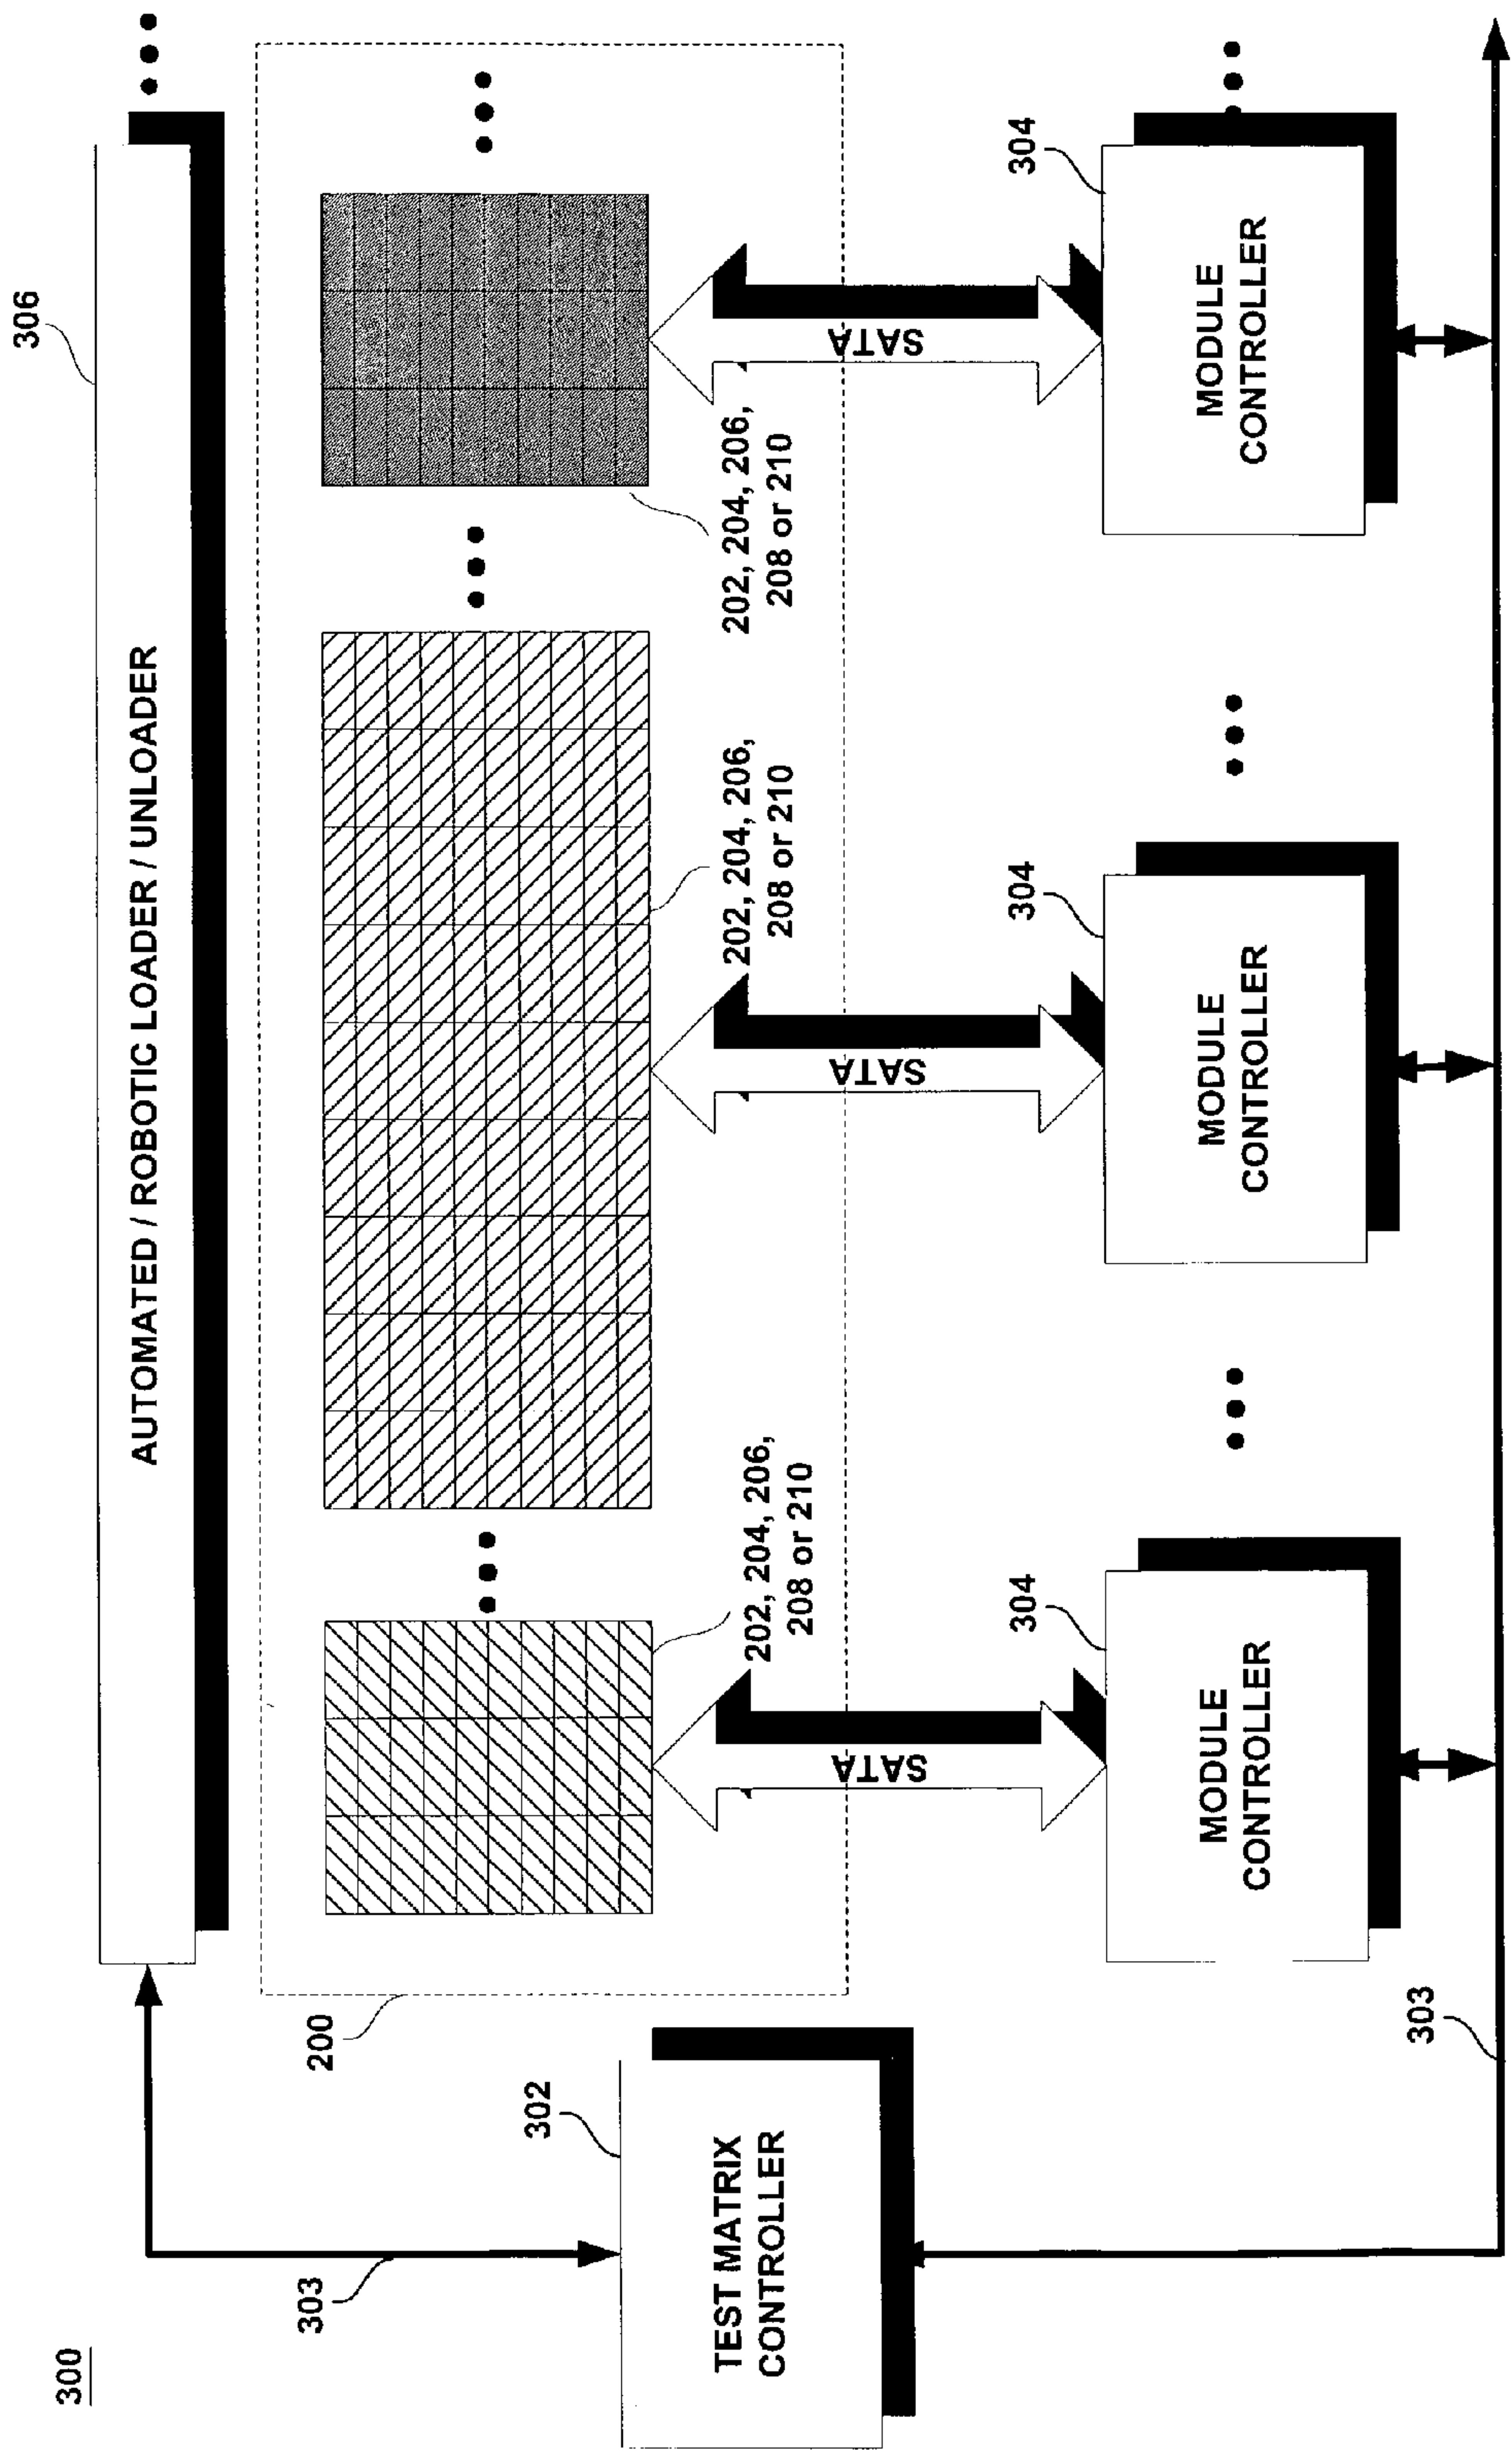 300
306
AUTOMATED / ROBOTIC LOADER / UNLOADER
303
200
302
TEST MATRIX
CONTROLLER
202, 204, 206,
208 or 210
202, 204, 206,
208 or 210
202, 204, 206,
208 or 210
SATA
SATA
SATA
304
MODULE
CONTROLLER
304
MODULE
CONTROLLER
304
MODULE
CONTROLLER
303